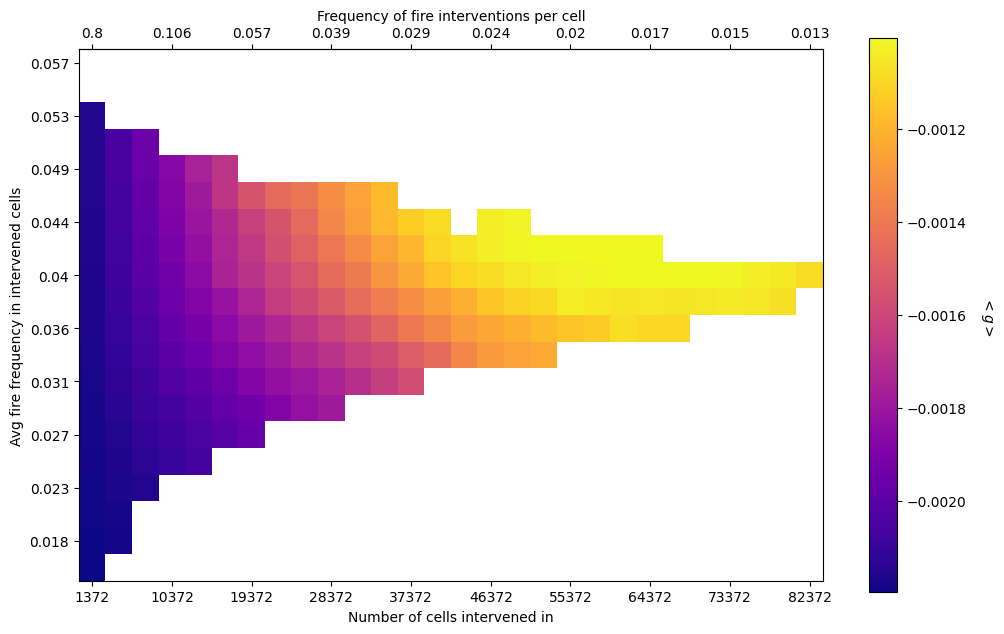 Frequency of fire interventions per cell
0.8 0.106 0.057 0.039 0.029 0.024 0.02 0.017 0.015 0.013
Avg fire frequency in intervened cells
0.057
0.053
0.049
0.044
0.04
0.036
0.031
0.027
0.023
0.018
1372 10372 19372 28372 37372 46372 55372 64372 73372 82372
Number of cells intervened in
−0.0012
−0.0014
−0.0016
−0.0018
−0.0020
< g >